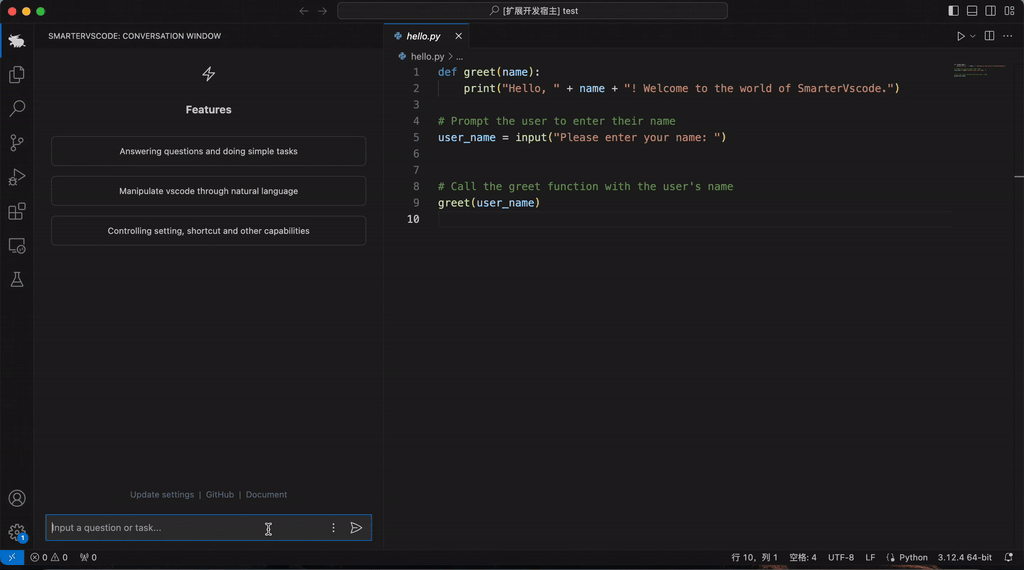 [扩展开发宿主] test
SMARTERVSCODE: CONVERSATION WINDOW
Features
Answering questions and doing simple tasks
Manipulate vscode through natural language
Controlling setting, shortcut and other capabilities
Update settings | GitHub | Document
Input a question or task...
hello.py
hello.py > ...
1 def greet(name):
2     print("Hello, " + name + "! Welcome to the world of SmarterVscode.")
3
4 # Prompt the user to enter their name
5 user_name = input("Please enter your name: ")
6
7
8 # Call the greet function with the user's name
9 greet(user_name)
10
1
0 0 0
行 10，列 1 空格: 4 UTF-8 LF Python 3.12.4 64-bit